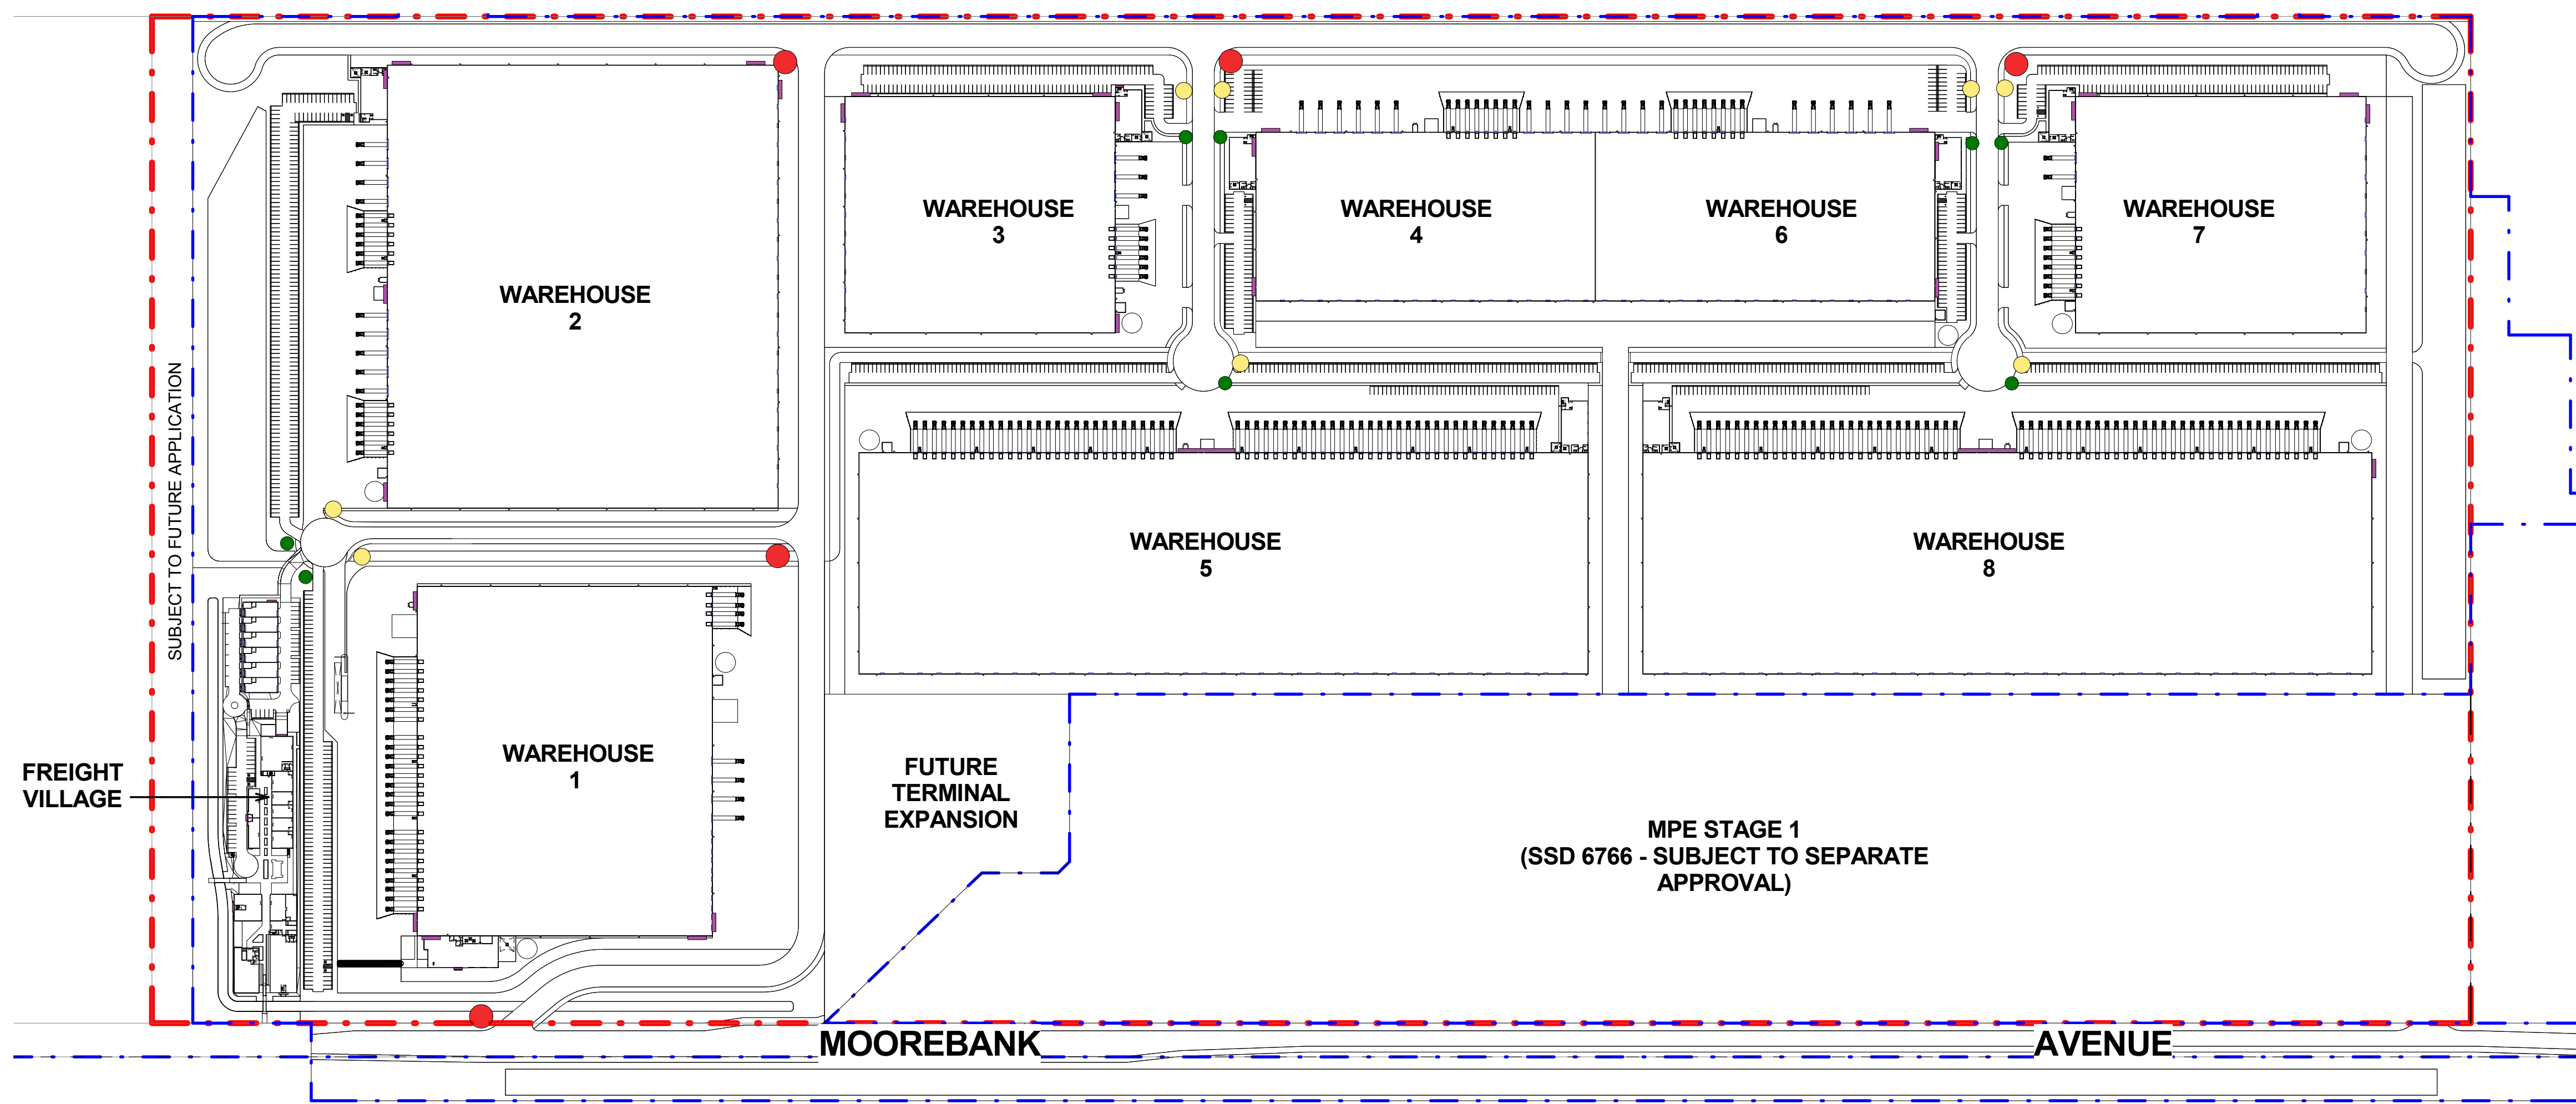 WAREHOUSE
2
WAREHOUSE
3
WAREHOUSE
4
WAREHOUSE
6
WAREHOUSE
7
SUBJECT TO FUTURE APPLICATION
WAREHOUSE
5
WAREHOUSE
8
WAREHOUSE
1
FREIGHT
VILLAGE
FUTURE
TERMINAL
EXPANSION
MPE STAGE 1
(SSD 6766 - SUBJECT TO SEPARATE
APPROVAL)
MOOREBANK AVENUE